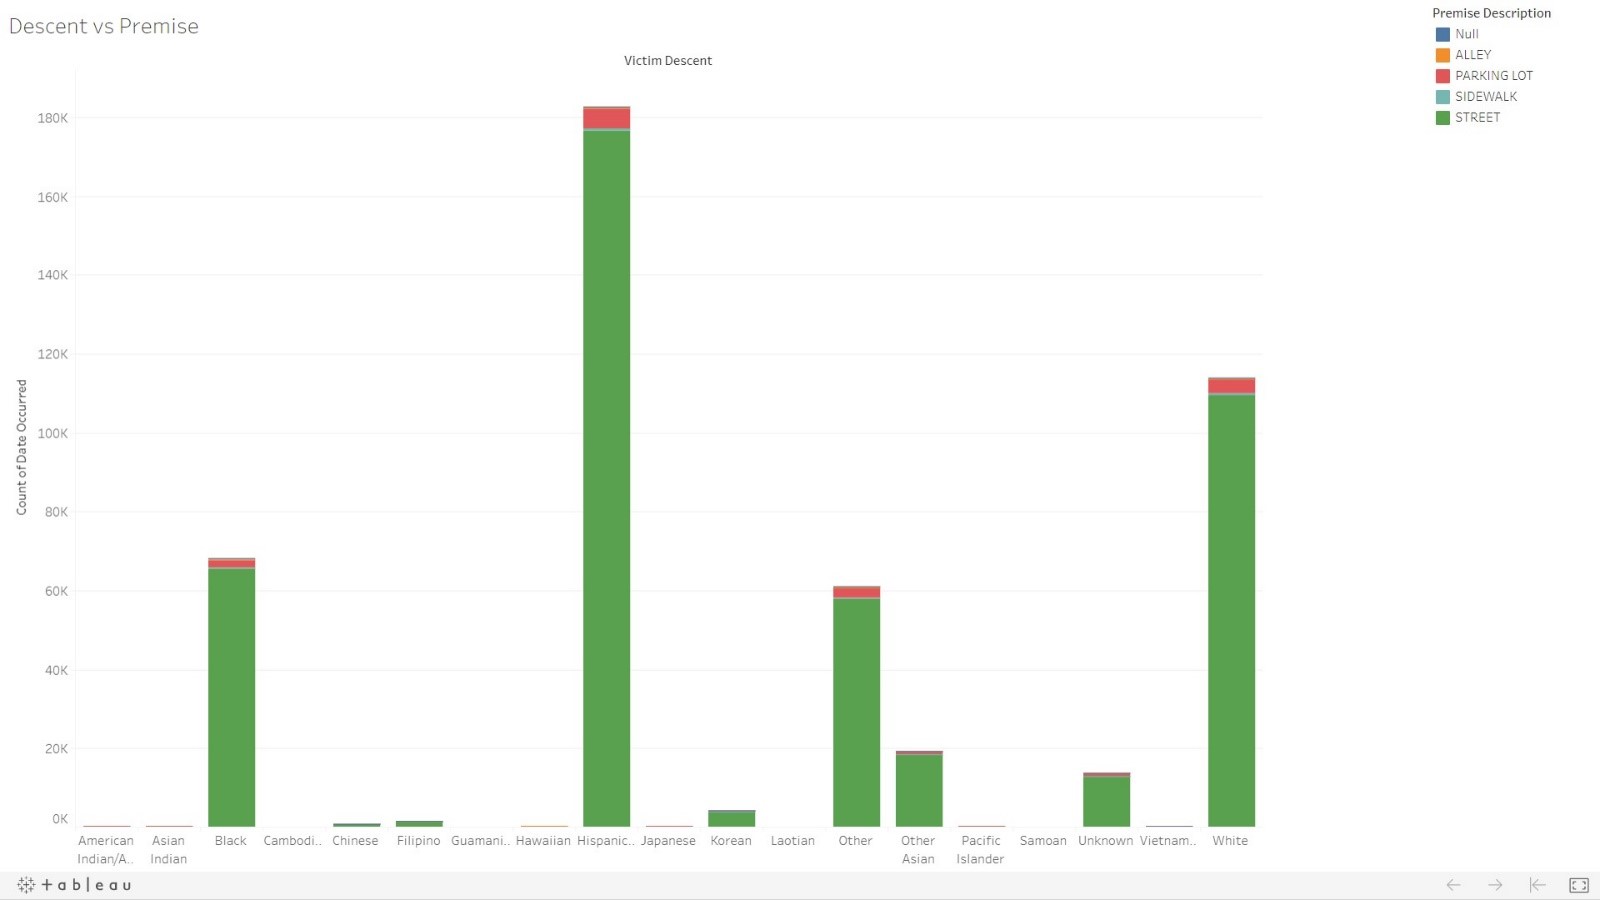 Descent vs Premise
Premise Description
Null
ALLEY
PARKING LOT
SIDEWALK
STREET
Victim Descent
Count of Date Occurred
180K
160K
140K
120K
100K
80K
60K
40K
20K
0K
American Indian/A..
Asian Indian
Black
Cambodi..
Chinese
Filipino
Guamani..
Hawaiian
Hispanic..
Japanese
Korean
Laotian
Other
Other Asian
Pacific Islander
Samoan
Unknown
Vietnam..
White
+ableau